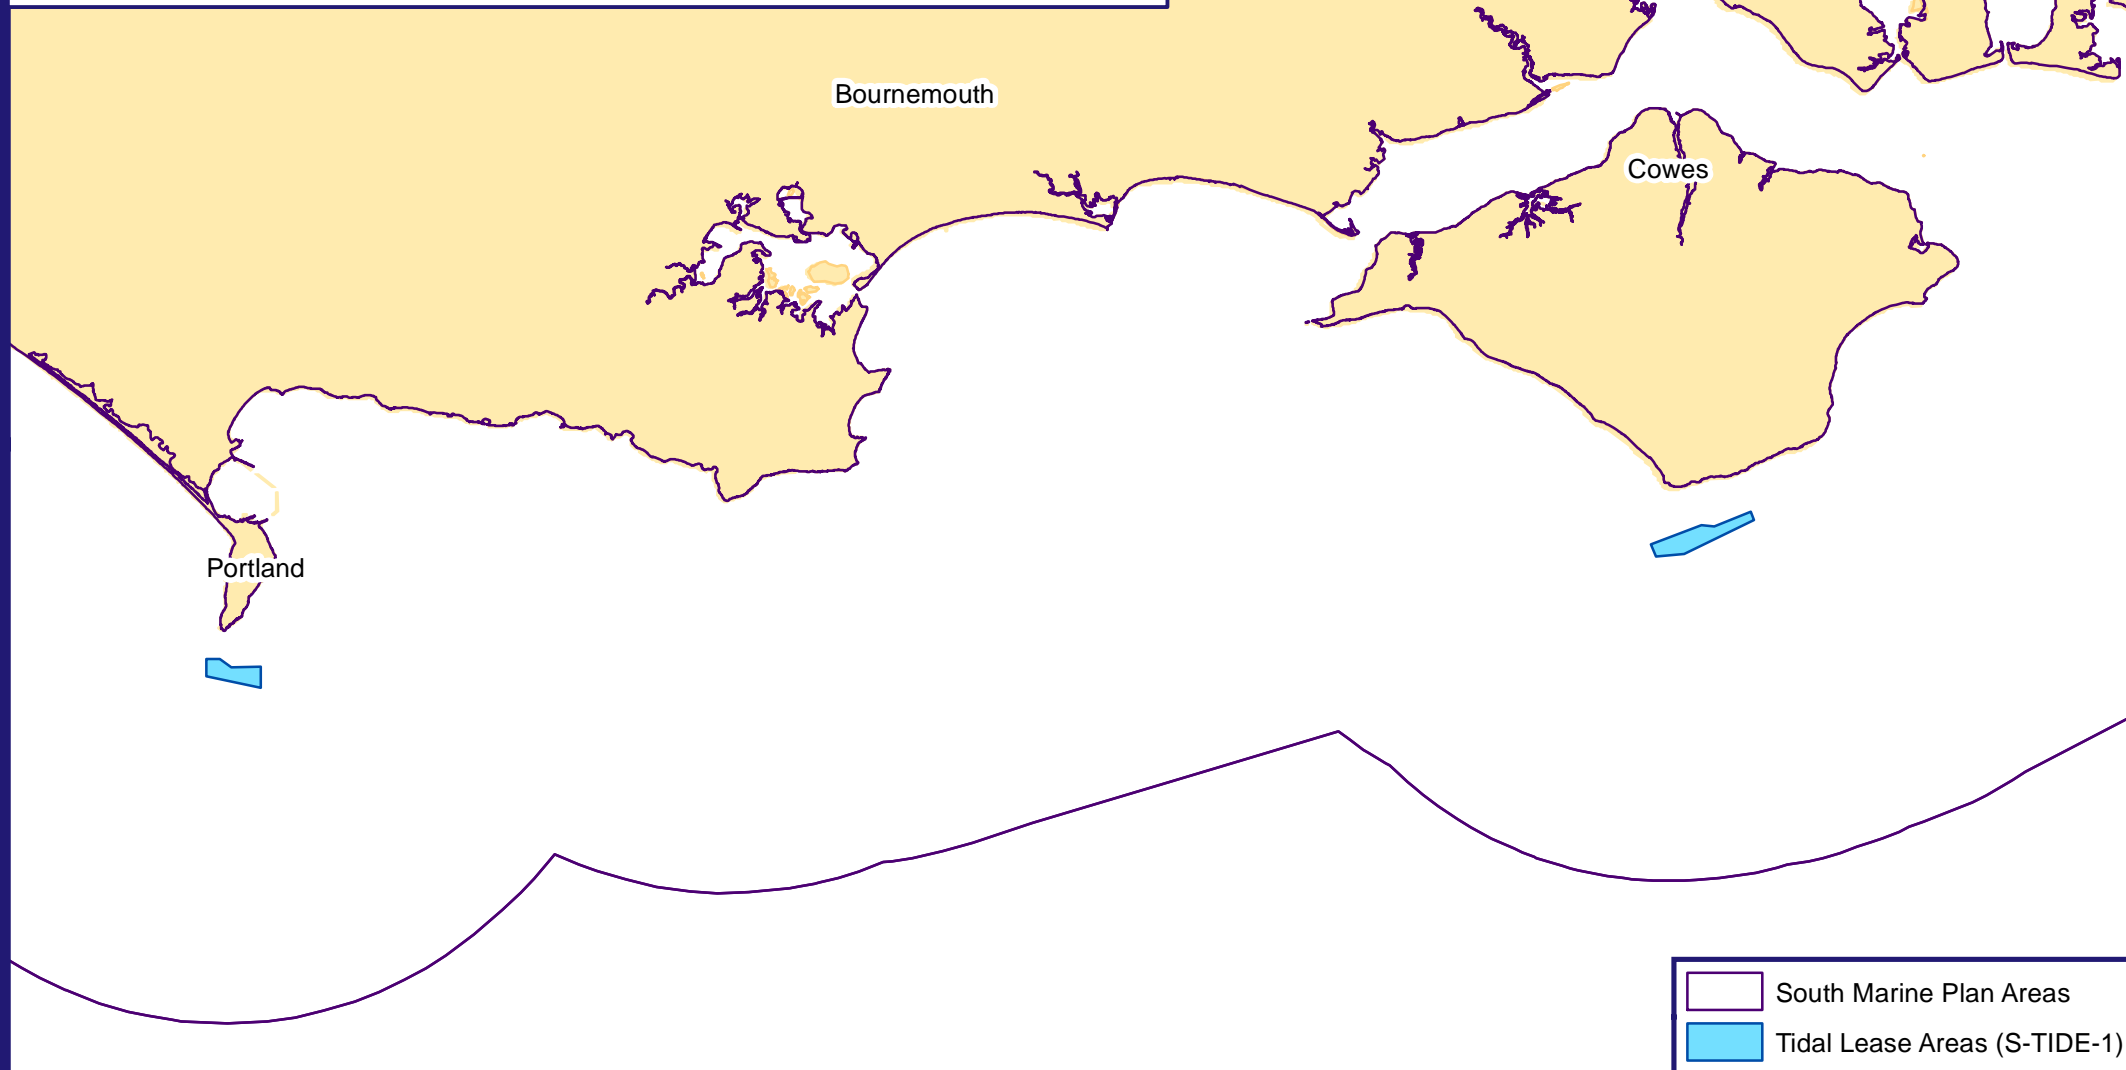 Bournemouth
Cowes
Portland
South Marine Plan Areas
Tidal Lease Areas (S-TIDE-1)